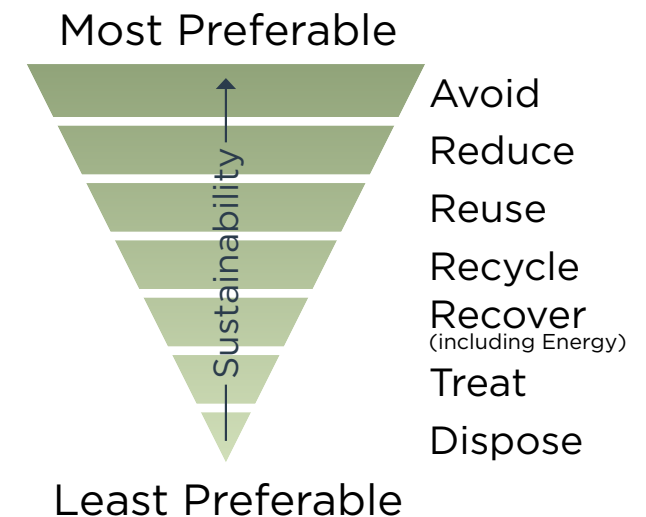 Most Preferable
Avoid
Reduce
Reuse
Recycle
Recover
(including Energy)
Treat
Dispose
Sustainability
Least Preferable